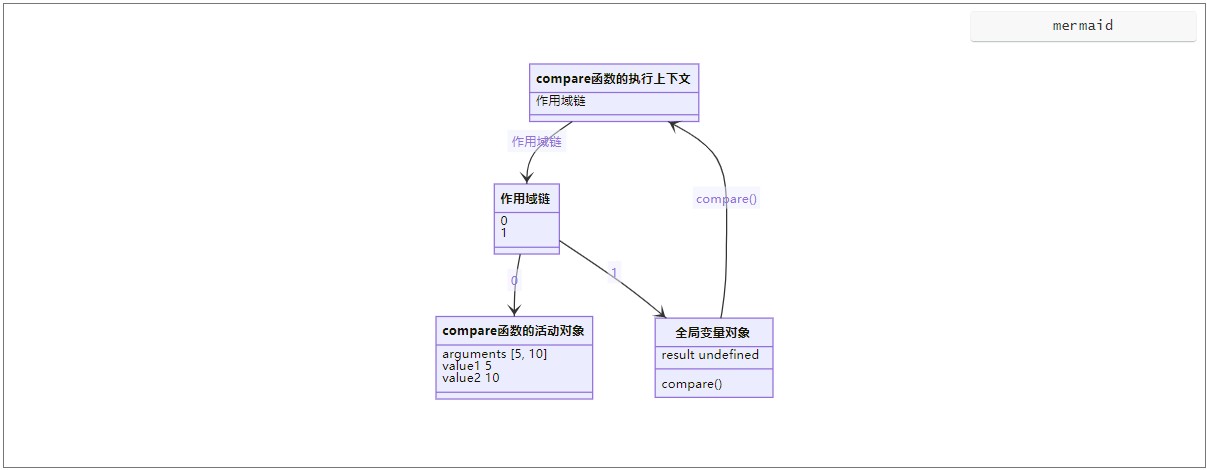 mermaid
compare函数的执行上下文
作用域链
作用域链
compare()
作用域链
0
1
0
1
compare函数的活动对象
arguments [5, 10]
value1 5
value2 10
全局变量对象
result undefined
compare()